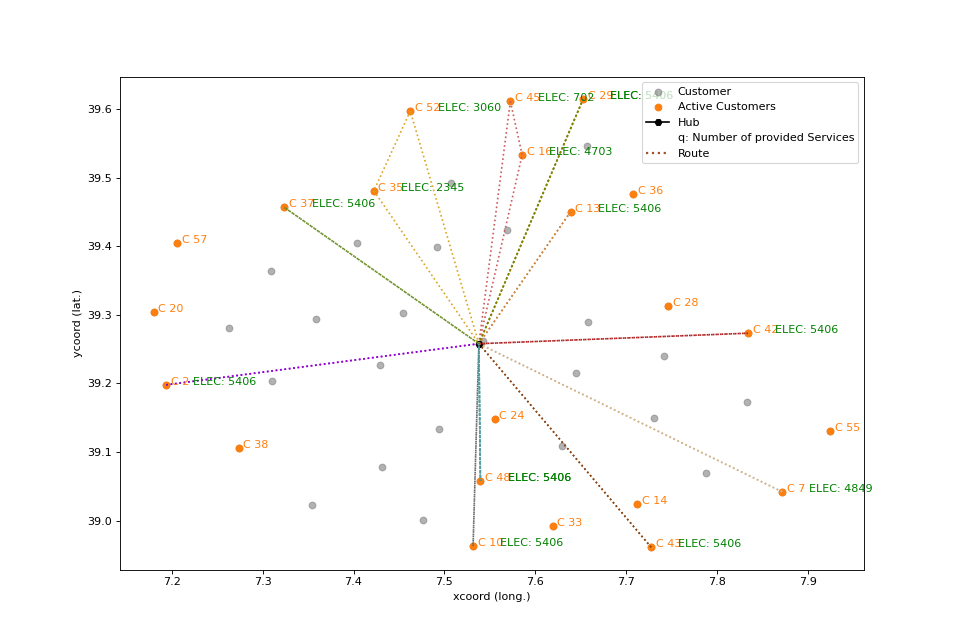 39.6
39.5
39.4
39.3
39.2
39.1
39.0
7.2
7.3
7.4
7.5
7.6
7.7
7.8
7.9
xcoord (long.)
ycoord (lat.)
Customer
Active Customers
Hub
q: Number of provided Services
Route
C 52 ELEC: 3060
C 45 ELEC: 702
C 29 ELEC: 5406
C 16 ELEC: 4703
C 35 ELEC: 2345
C 36
C 37 ELEC: 5406
C 13 ELEC: 5406
C 57
C 20
C 28
C 42 ELEC: 5406
C 2 ELEC: 5406
C 24
C 55
C 38
C 48 ELEC: 5406
C 7 ELEC: 4849
C 14
C 33
C 10 ELEC: 5406
C 43 ELEC: 5406